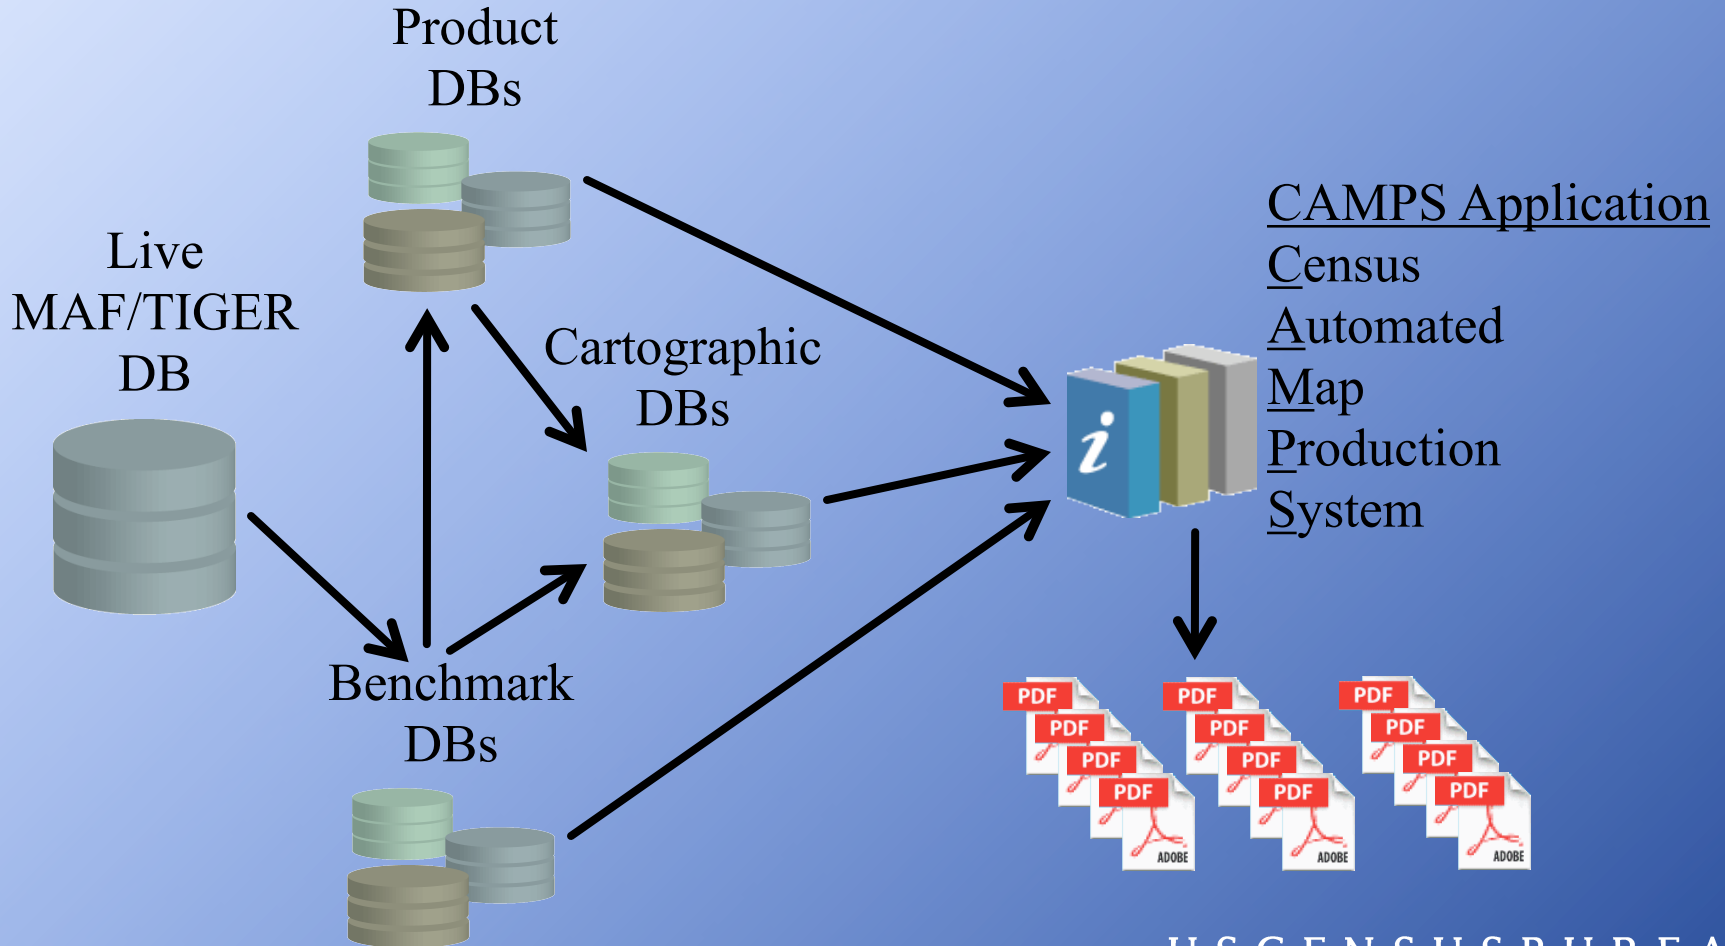 Product
DBs
Live
MAF/TIGER
DB
Cartographic
DBs
Benchmark
DBs
CAMPS Application
Census
Automated
Map
Production
System
i
PDF
PDF
PDF
PDF
ADOBE
PDF
PDF
PDF
PDF
ADOBE
PDF
PDF
PDF
PDF
ADOBE
U S C E N S U S B U R E A